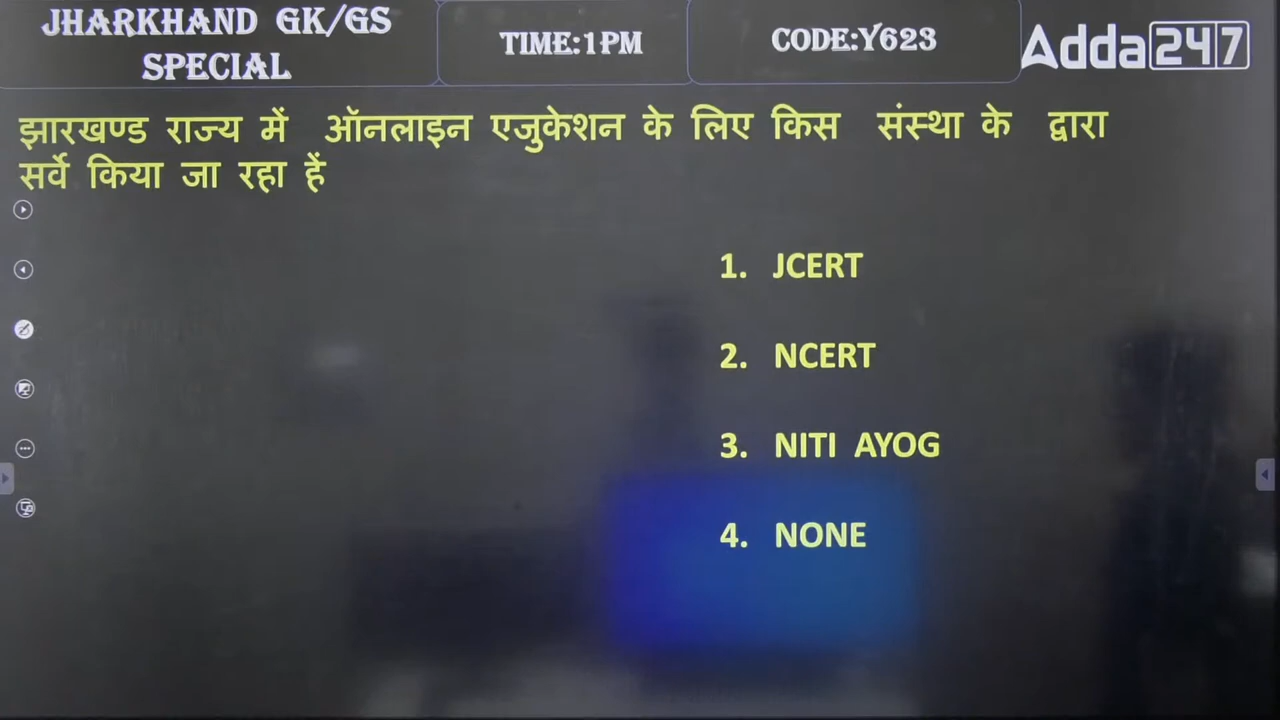 JHARKHAND GK/GS
SPECIAL
TIME:1PM
CODE:Y623
Adda247
झारखण्ड राज्य में ऑनलाइन एजुकेशन के लिए किस संस्था के द्वारा
सर्वे किया जा रहा हें
1. JCERT
2. NCERT
3. NITI AYOG
4. NONE